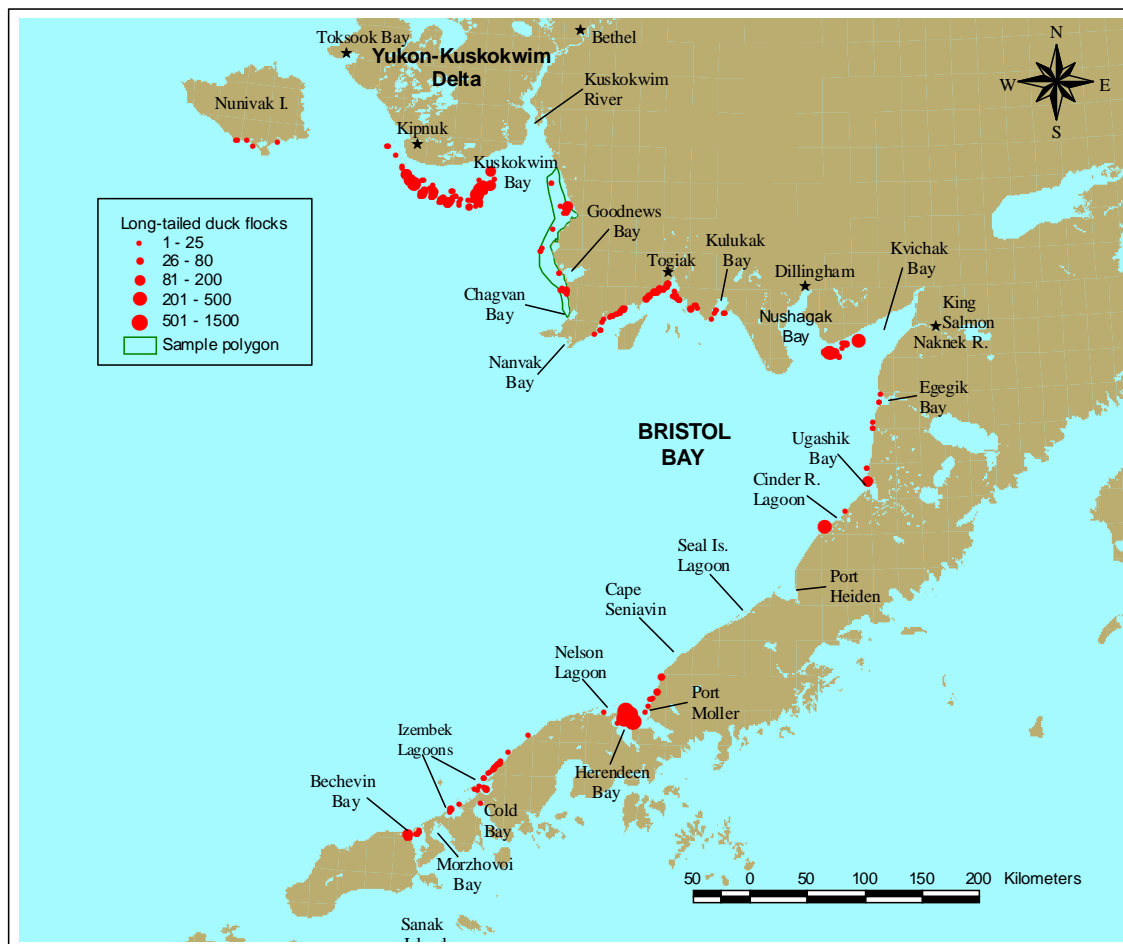 Toksook Bay
Bethel
Yukon-Kuskokwim
Delta
N
W
E
S
Kuskokwim
River
Nunivak I.
Kipnuk
Kuskokwim
Bay
Long-tailed duck flocks
1 - 25
26 - 80
81 - 200
201 - 500
501 - 1500
Sample polygon
Goodnews
Bay
Togiak
Kulukak
Bay
Dillingham
Kvichak
Bay
Chagvan
Bay
Nushagak
Bay
King
Salmon
Naknek R.
Nanvak
Bay
Egegik
Bay
BRISTOL
BAY
Ugashik
Bay
Cinder R.
Lagoon
Seal Is.
Lagoon
Port
Heiden
Cape
Seniavin
Nelson
Lagoon
Port
Moller
Izembek
Lagoons
Herendeen
Bay
Bechevin
Bay
Cold
Bay
Morzhovoi
Bay
50 0 50 100 150 200 Kilometers
Sanak